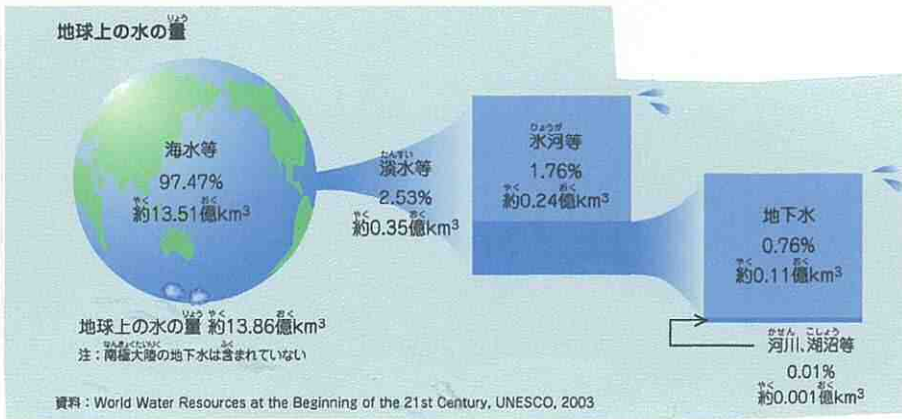 地球上の水の量
海水等
97.47%
約13.51億km³
淡水等
2.53%
約0.35億km³
氷河等
1.76%
約0.24億km³
地下水
0.76%
約0.11億km³
河川、湖沼等
0.01%
約0.001億km³
地球上の水の量 約13.86億km³
注：南極大陸の地下水は含まれていない
資料：World Water Resources at the Beginning of the 21st Century, UNESCO, 2003